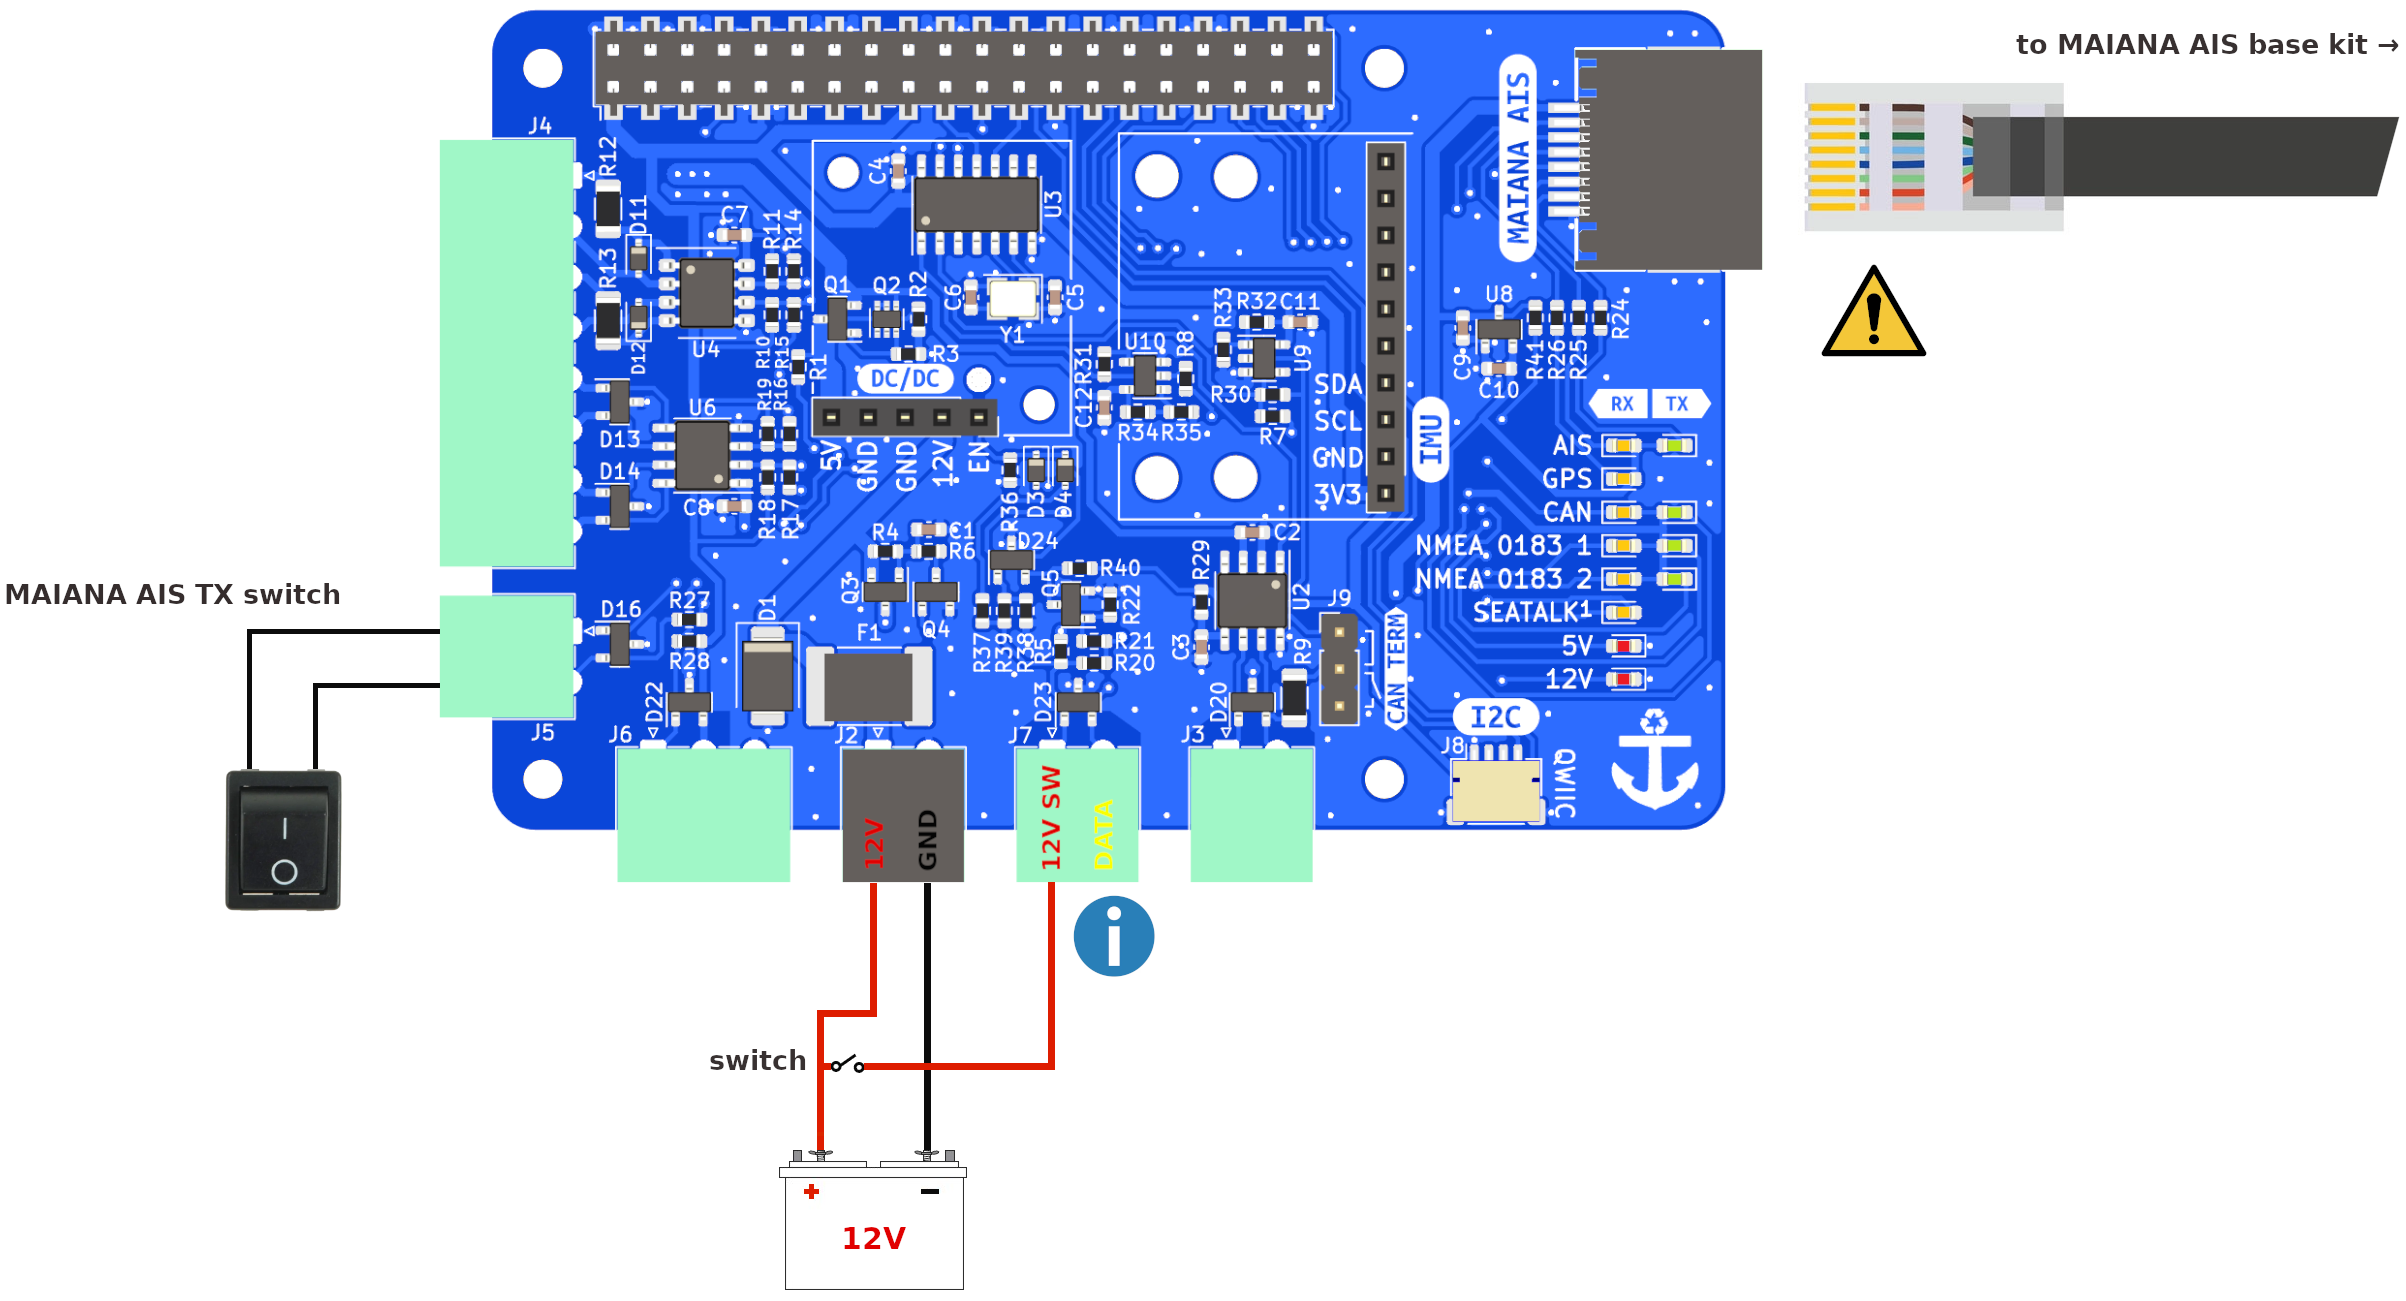 to MAIANA AIS base kit →
J4
R12
MAIANA AIS
C4
U3
D11
C7
R11
R14
R13
Q1
Q2
R2
C6
C5
Y1
D12
U4
R10
R15
R1
R3
DC/DC
R33
R32
C11
U10
R8
U9
R31
C12
R30
R34
R35
R7
SDA
SCL
GND
3V3
IMU
U8
C9
C10
R41
R26
R25
R24
RX
TX
AIS
GPS
CAN
NMEA 0183 1
NMEA 0183 2
SEATALK1
5V
12V
U6
R19
R16
D13
D14
C8
R18
R17
5V
GND
GND
12V
EN
R36
D3
D4
R4
C1
R6
D24
Q3
Q4
Q5
R40
R22
R37
R39
R38
R5
R21
R20
C2
R29
U2
C3
R9
J9
CAN TERM
MAIANA AIS TX switch
D16
R27
R28
D1
F1
D22
D23
D20
J5
J6
J2
J7
J3
I2C
J8
QWIIC
12V
GND
12V SW
DATA
i
switch
+
−
12V